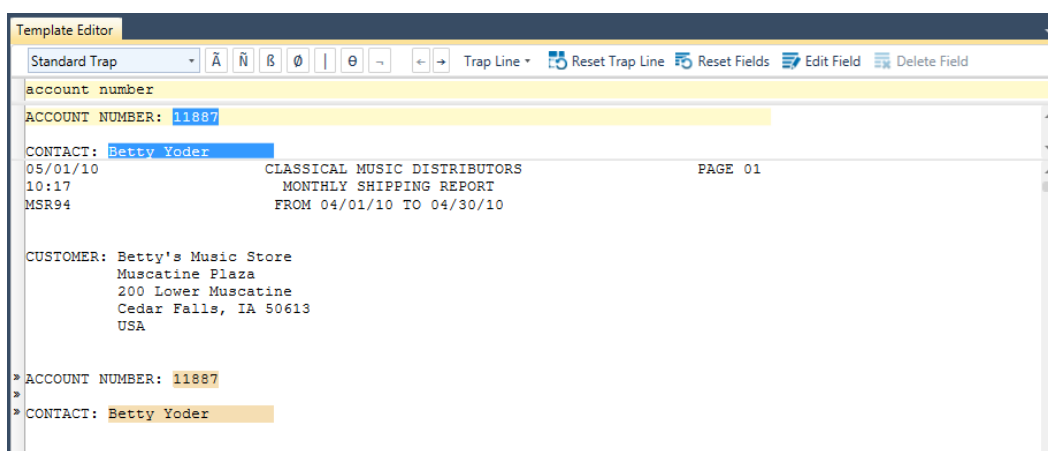 Template Editor
Standard Trap Ã Ñ ß Ø | θ ¬ ← → Trap Line Reset Trap Line Reset Fields Edit Field Delete Field
account number
ACCOUNT NUMBER: 11887
CONTACT: Betty Yoder
05/01/10 CLASSICAL MUSIC DISTRIBUTORS PAGE 01
10:17 MONTHLY SHIPPING REPORT
MSR94 FROM 04/01/10 TO 04/30/10
CUSTOMER: Betty's Music Store
Muscatine Plaza
200 Lower Muscatine
Cedar Falls, IA 50613
USA
» ACCOUNT NUMBER: 11887
»
» CONTACT: Betty Yoder